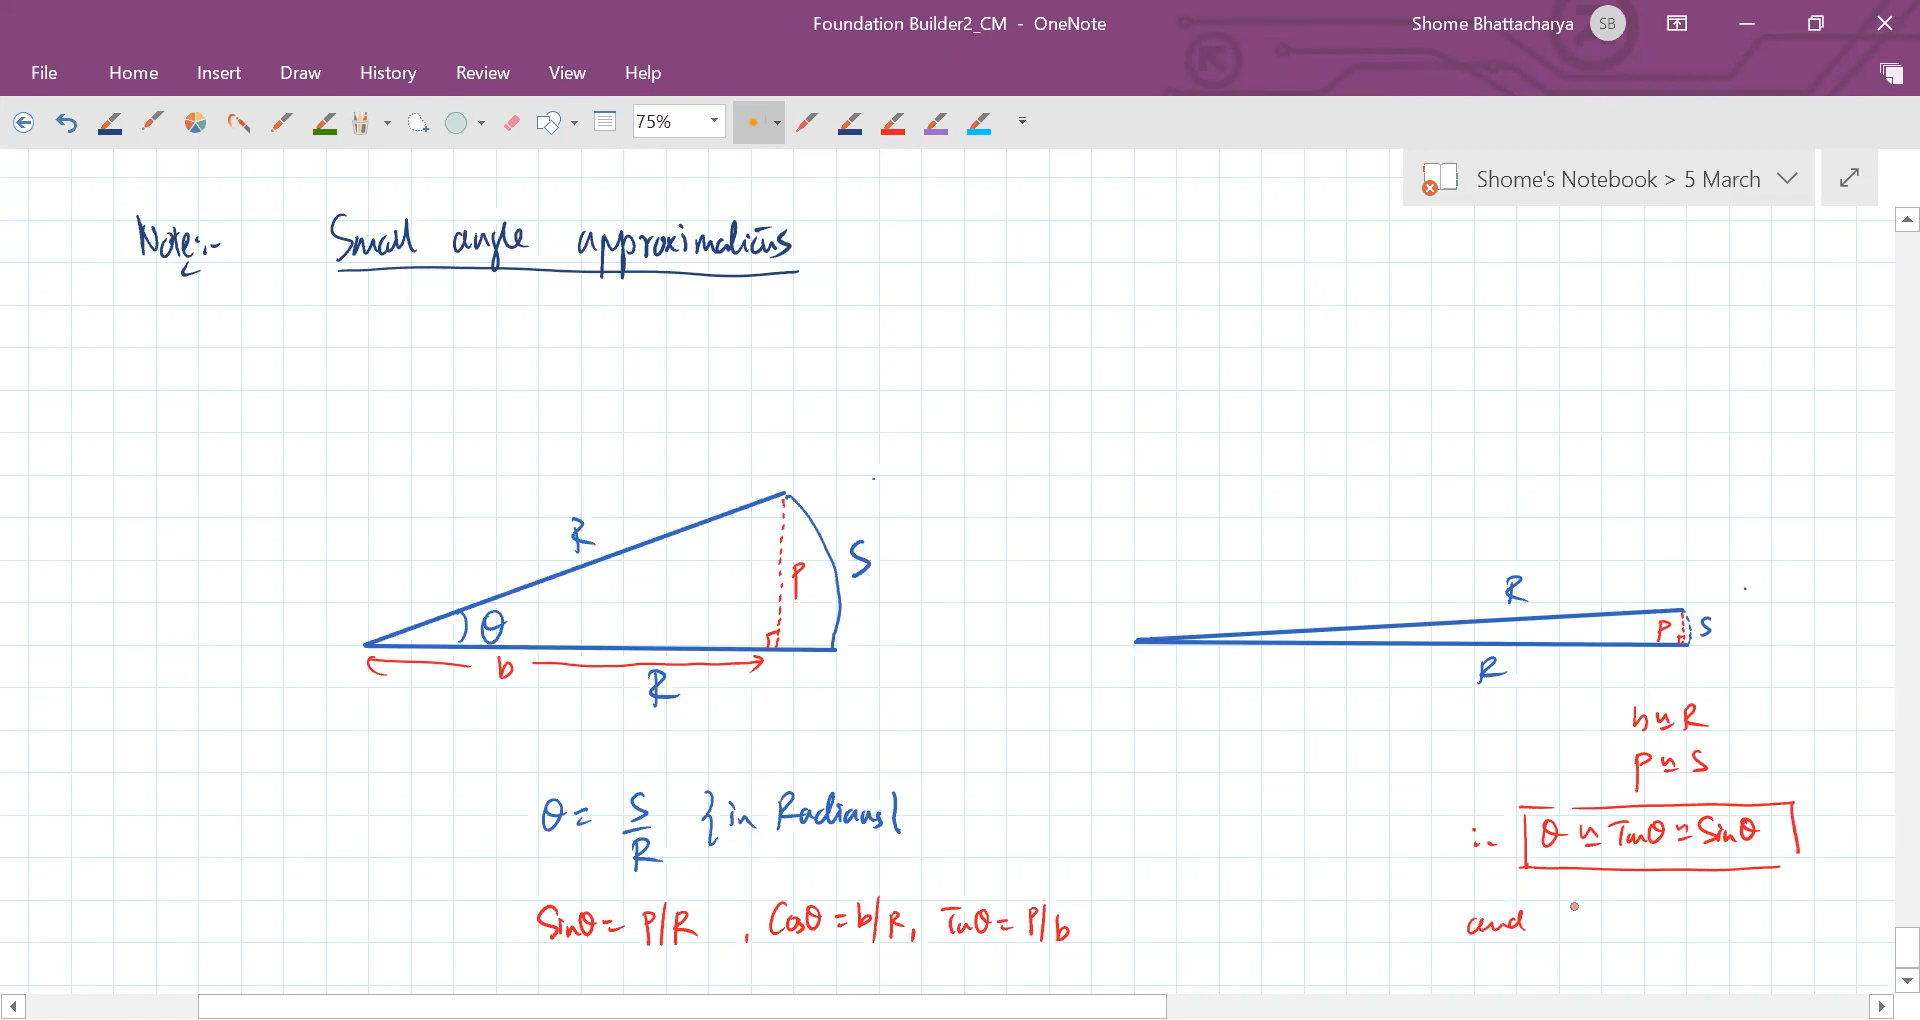 Foundation Builder2_CM - OneNote
Shome Bhattacharya SB
File Home Insert Draw History Review View Help
75%
Shome's Notebook > 5 March
Note:- Small angle approximations
R
θ
P
S
b
R
R
P
S
R
b ≃ R
P ≃ S
θ = S/R {in Radians}
∴ θ ≃ Tanθ ≃ Sinθ
Sinθ = P/R , Cosθ = b/R, Tanθ = P/b
and